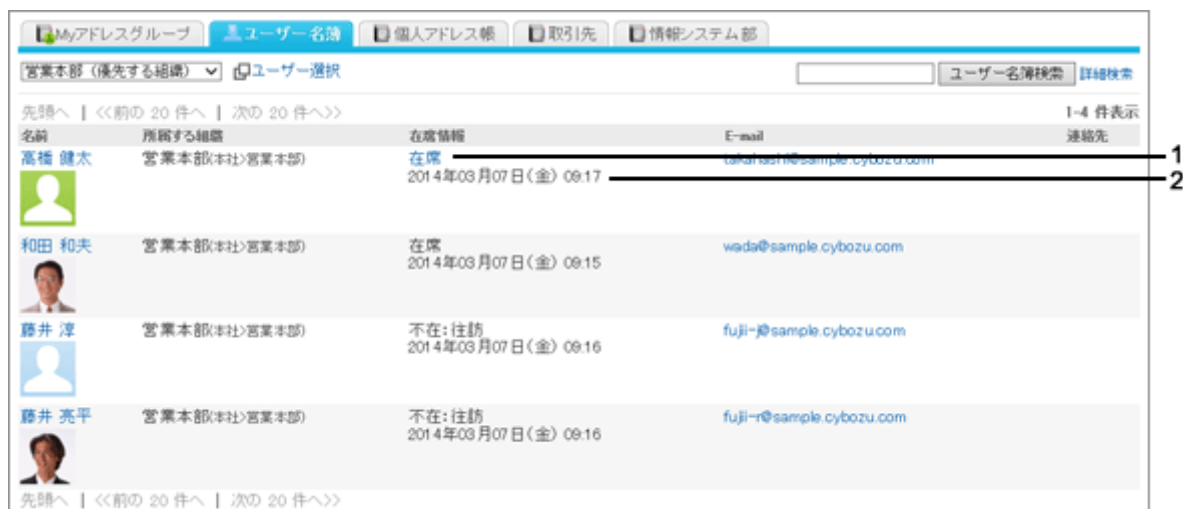 Myアドレスグループ ユーザー名簿 個人アドレス帳 取引先 情報システム部
営業本部（優先する組織） ユーザー選択 ユーザー名簿検索 詳細検索
先頭へ | <<前の 20 件へ | 次の 20 件へ>> 1-4 件表示
名前 所属する組織 在席情報 E-mail 連絡先
高橋 健太 営業本部(本社>営業本部) 在席 takahashi@sample.cybozu.com 1
2014年03月07日(金) 09:17 2
和田 和夫 営業本部(本社>営業本部) 在席 wada@sample.cybozu.com
2014年03月07日(金) 09:15
藤井 淳 営業本部(本社>営業本部) 不在:往訪 fujii-j@sample.cybozu.com
2014年03月07日(金) 09:16
藤井 亮平 営業本部(本社>営業本部) 不在:往訪 fujii-r@sample.cybozu.com
2014年03月07日(金) 09:16
先頭へ | <<前の 20 件へ | 次の 20 件へ>>